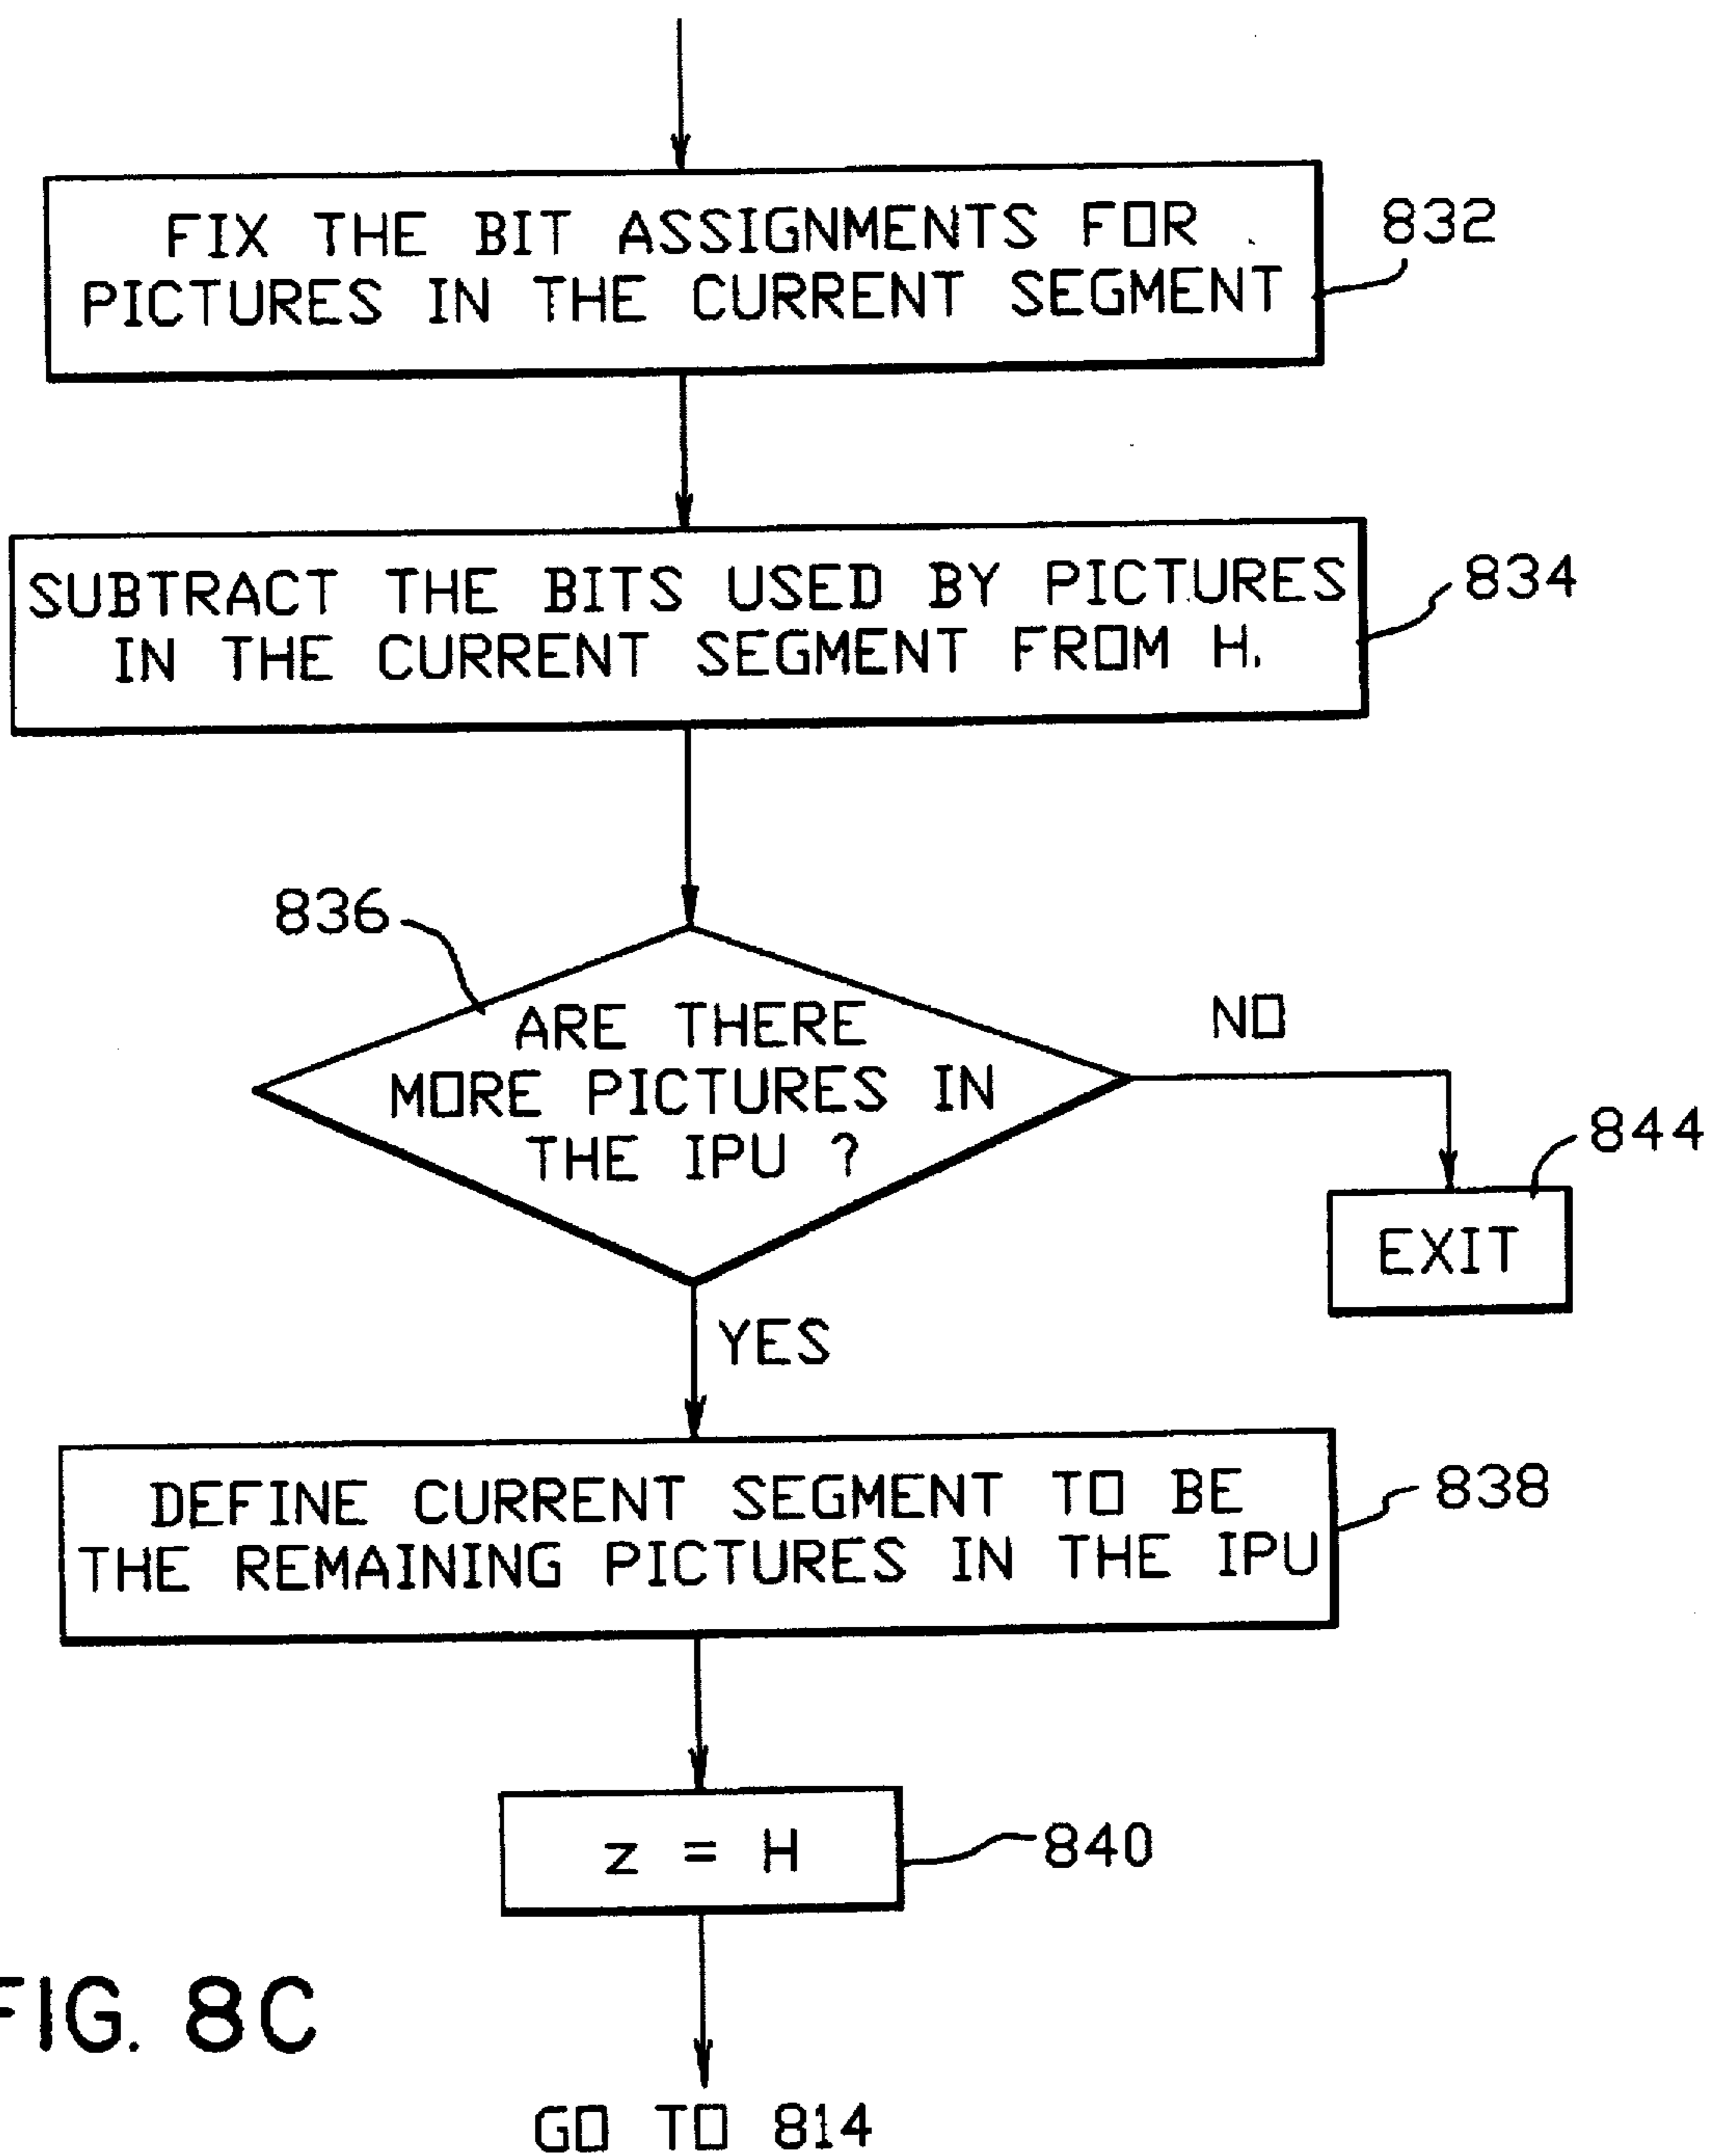 FIX THE BIT ASSIGNMENTS FOR
PICTURES IN THE CURRENT SEGMENT
832
SUBTRACT THE BITS USED BY PICTURES
IN THE CURRENT SEGMENT FROM H.
834
836
ARE THERE
MORE PICTURES IN
THE IPU ?
NO
844
EXIT
YES
DEFINE CURRENT SEGMENT TO BE
THE REMAINING PICTURES IN THE IPU
838
z = H
840
FIG. 8C
GO TO 814